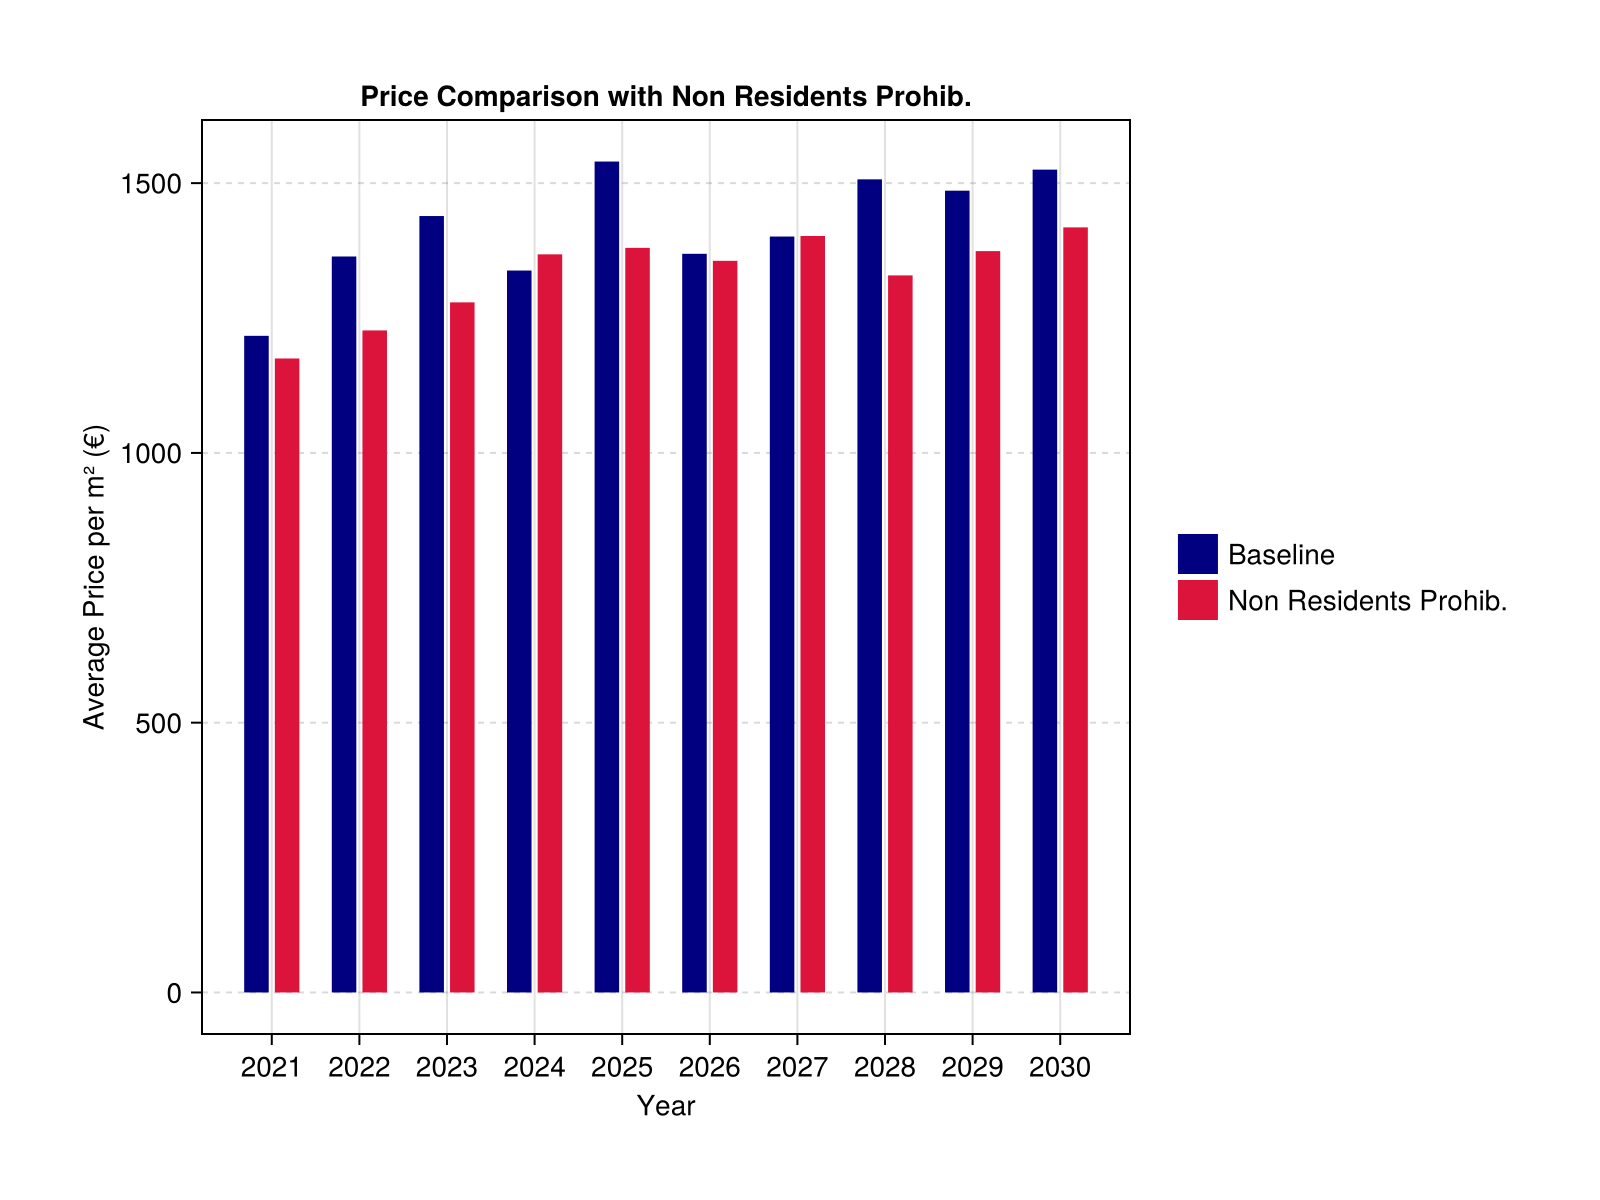 Price Comparison with Non Residents Prohib.
1500
1000
500
0
Average Price per m² (€)
2021 2022 2023 2024 2025 2026 2027 2028 2029 2030
Year
Baseline
Non Residents Prohib.